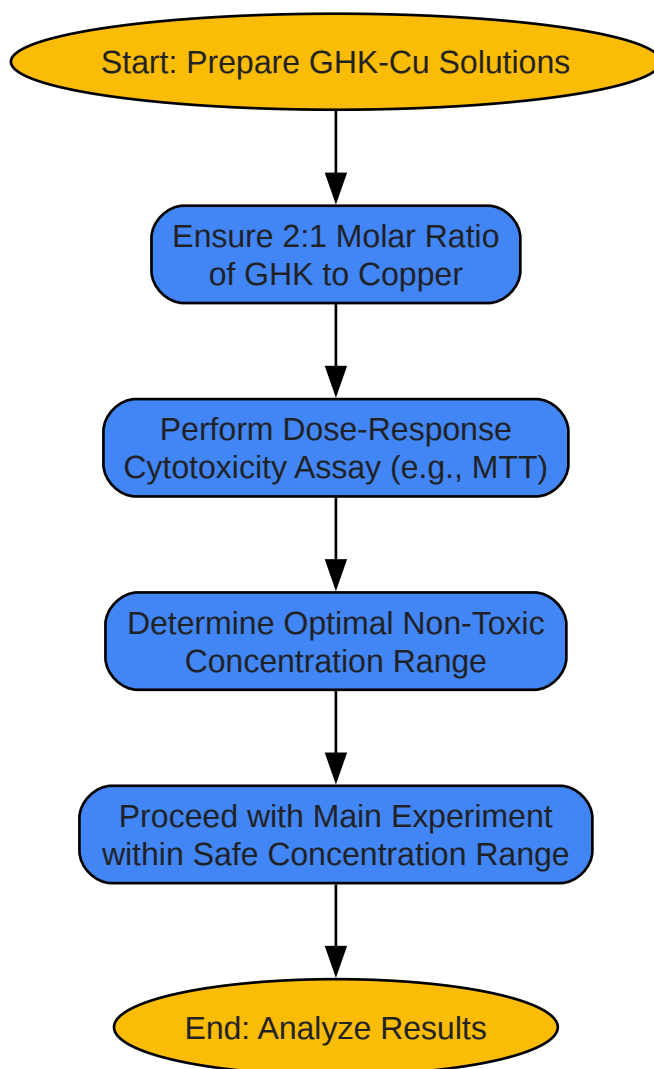 Start: Prepare GHK-Cu Solutions
Ensure 2:1 Molar Ratio
of GHK to Copper
Perform Dose-Response
Cytotoxicity Assay (e.g., MTT)
Determine Optimal Non-Toxic
Concentration Range
Proceed with Main Experiment
within Safe Concentration Range
End: Analyze Results